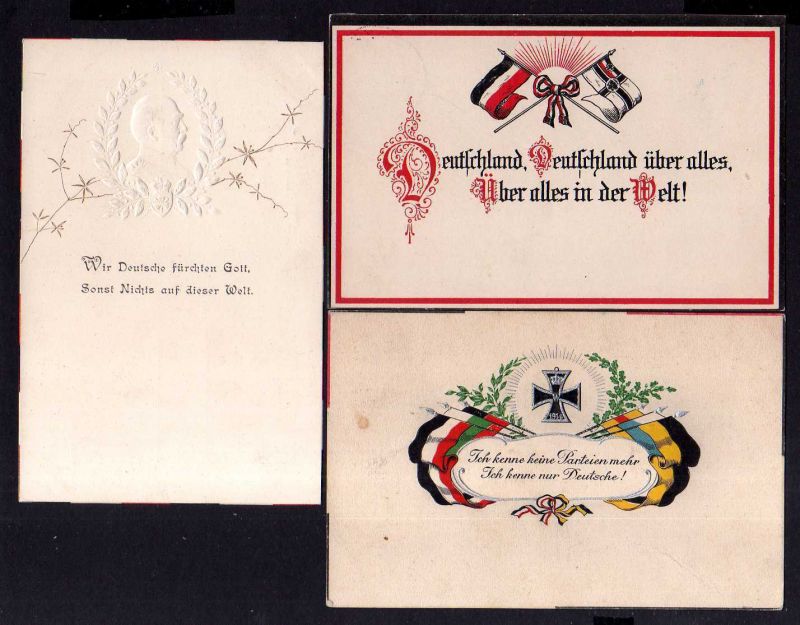 Wir Deutsche fürchten Gott,
Sonst Nichts auf dieser Welt.
Deutschland, Deutschland über alles,
Über alles in der Welt!
Ich kenne keine Parteien mehr
Ich kenne nur Deutsche!